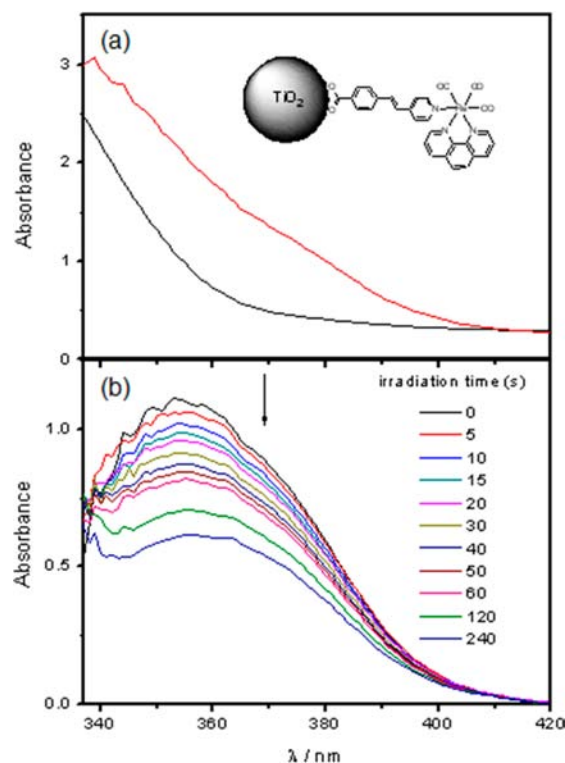 (a)
3
2
1
0
Absorbance
TiO2
O
O
N
N
N
CO
CO
CO
(b)
irradiation time (s)
0
5
10
15
20
30
40
50
60
120
240
1.0
0.5
0.0
Absorbance
340 360 380 400 420
λ / nm